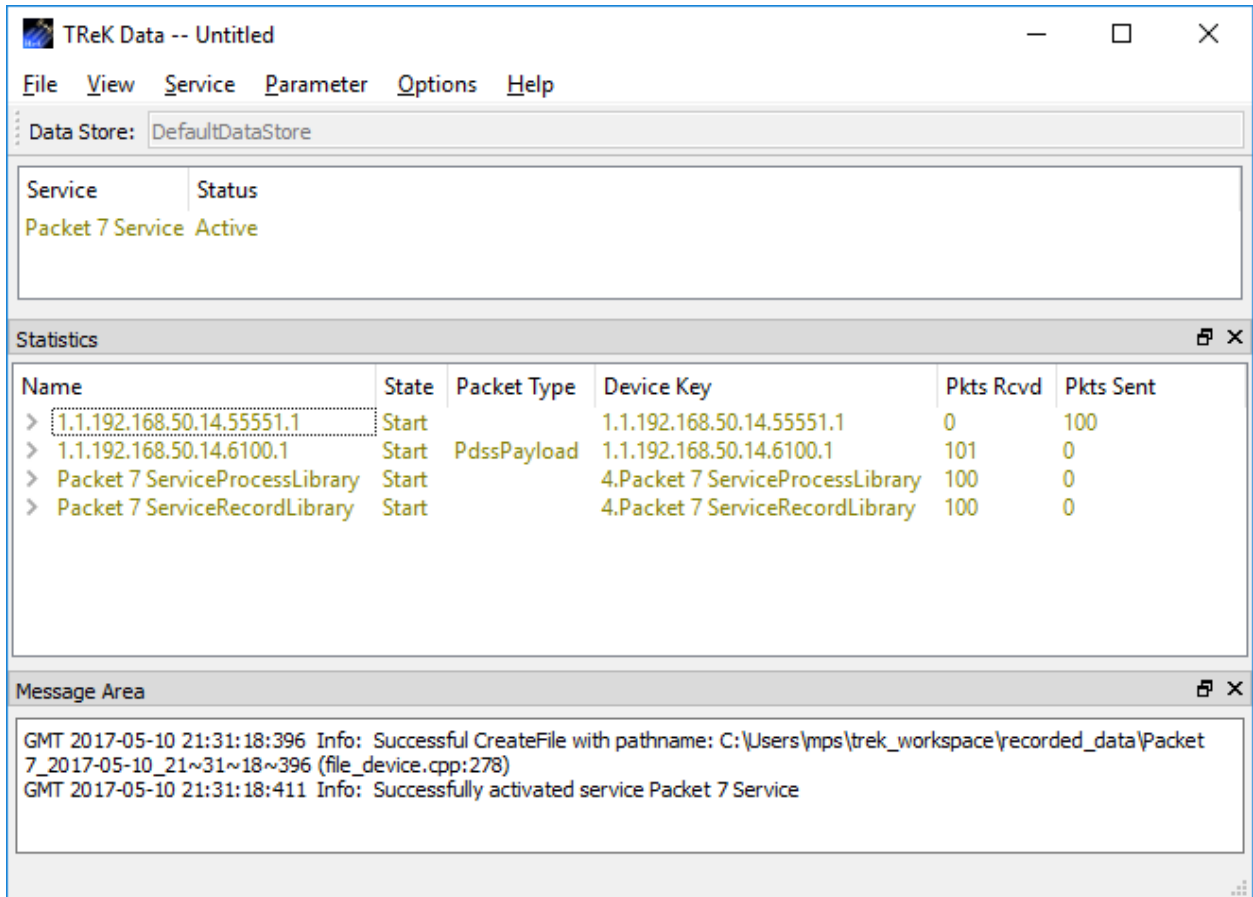 TReK Data -- Untitled
File View Service Parameter Options Help
Data Store: DefaultDataStore
Service Status
Packet 7 Service Active
Statistics
Name State Packet Type Device Key Pkts Rcvd Pkts Sent
1.1.192.168.50.14.55551.1 Start 1.1.192.168.50.14.55551.1 0 100
1.1.192.168.50.14.6100.1 Start PdssPayload 1.1.192.168.50.14.6100.1 101 0
Packet 7 ServiceProcessLibrary Start 4.Packet 7 ServiceProcessLibrary 100 0
Packet 7 ServiceRecordLibrary Start 4.Packet 7 ServiceRecordLibrary 100 0
Message Area
GMT 2017-05-10 21:31:18:396 Info: Successful CreateFile with pathname: C:\Users\mps\trek_workspace\recorded_data\Packet
7_2017-05-10_21~31~18~396 (file_device.cpp:278)
GMT 2017-05-10 21:31:18:411 Info: Successfully activated service Packet 7 Service